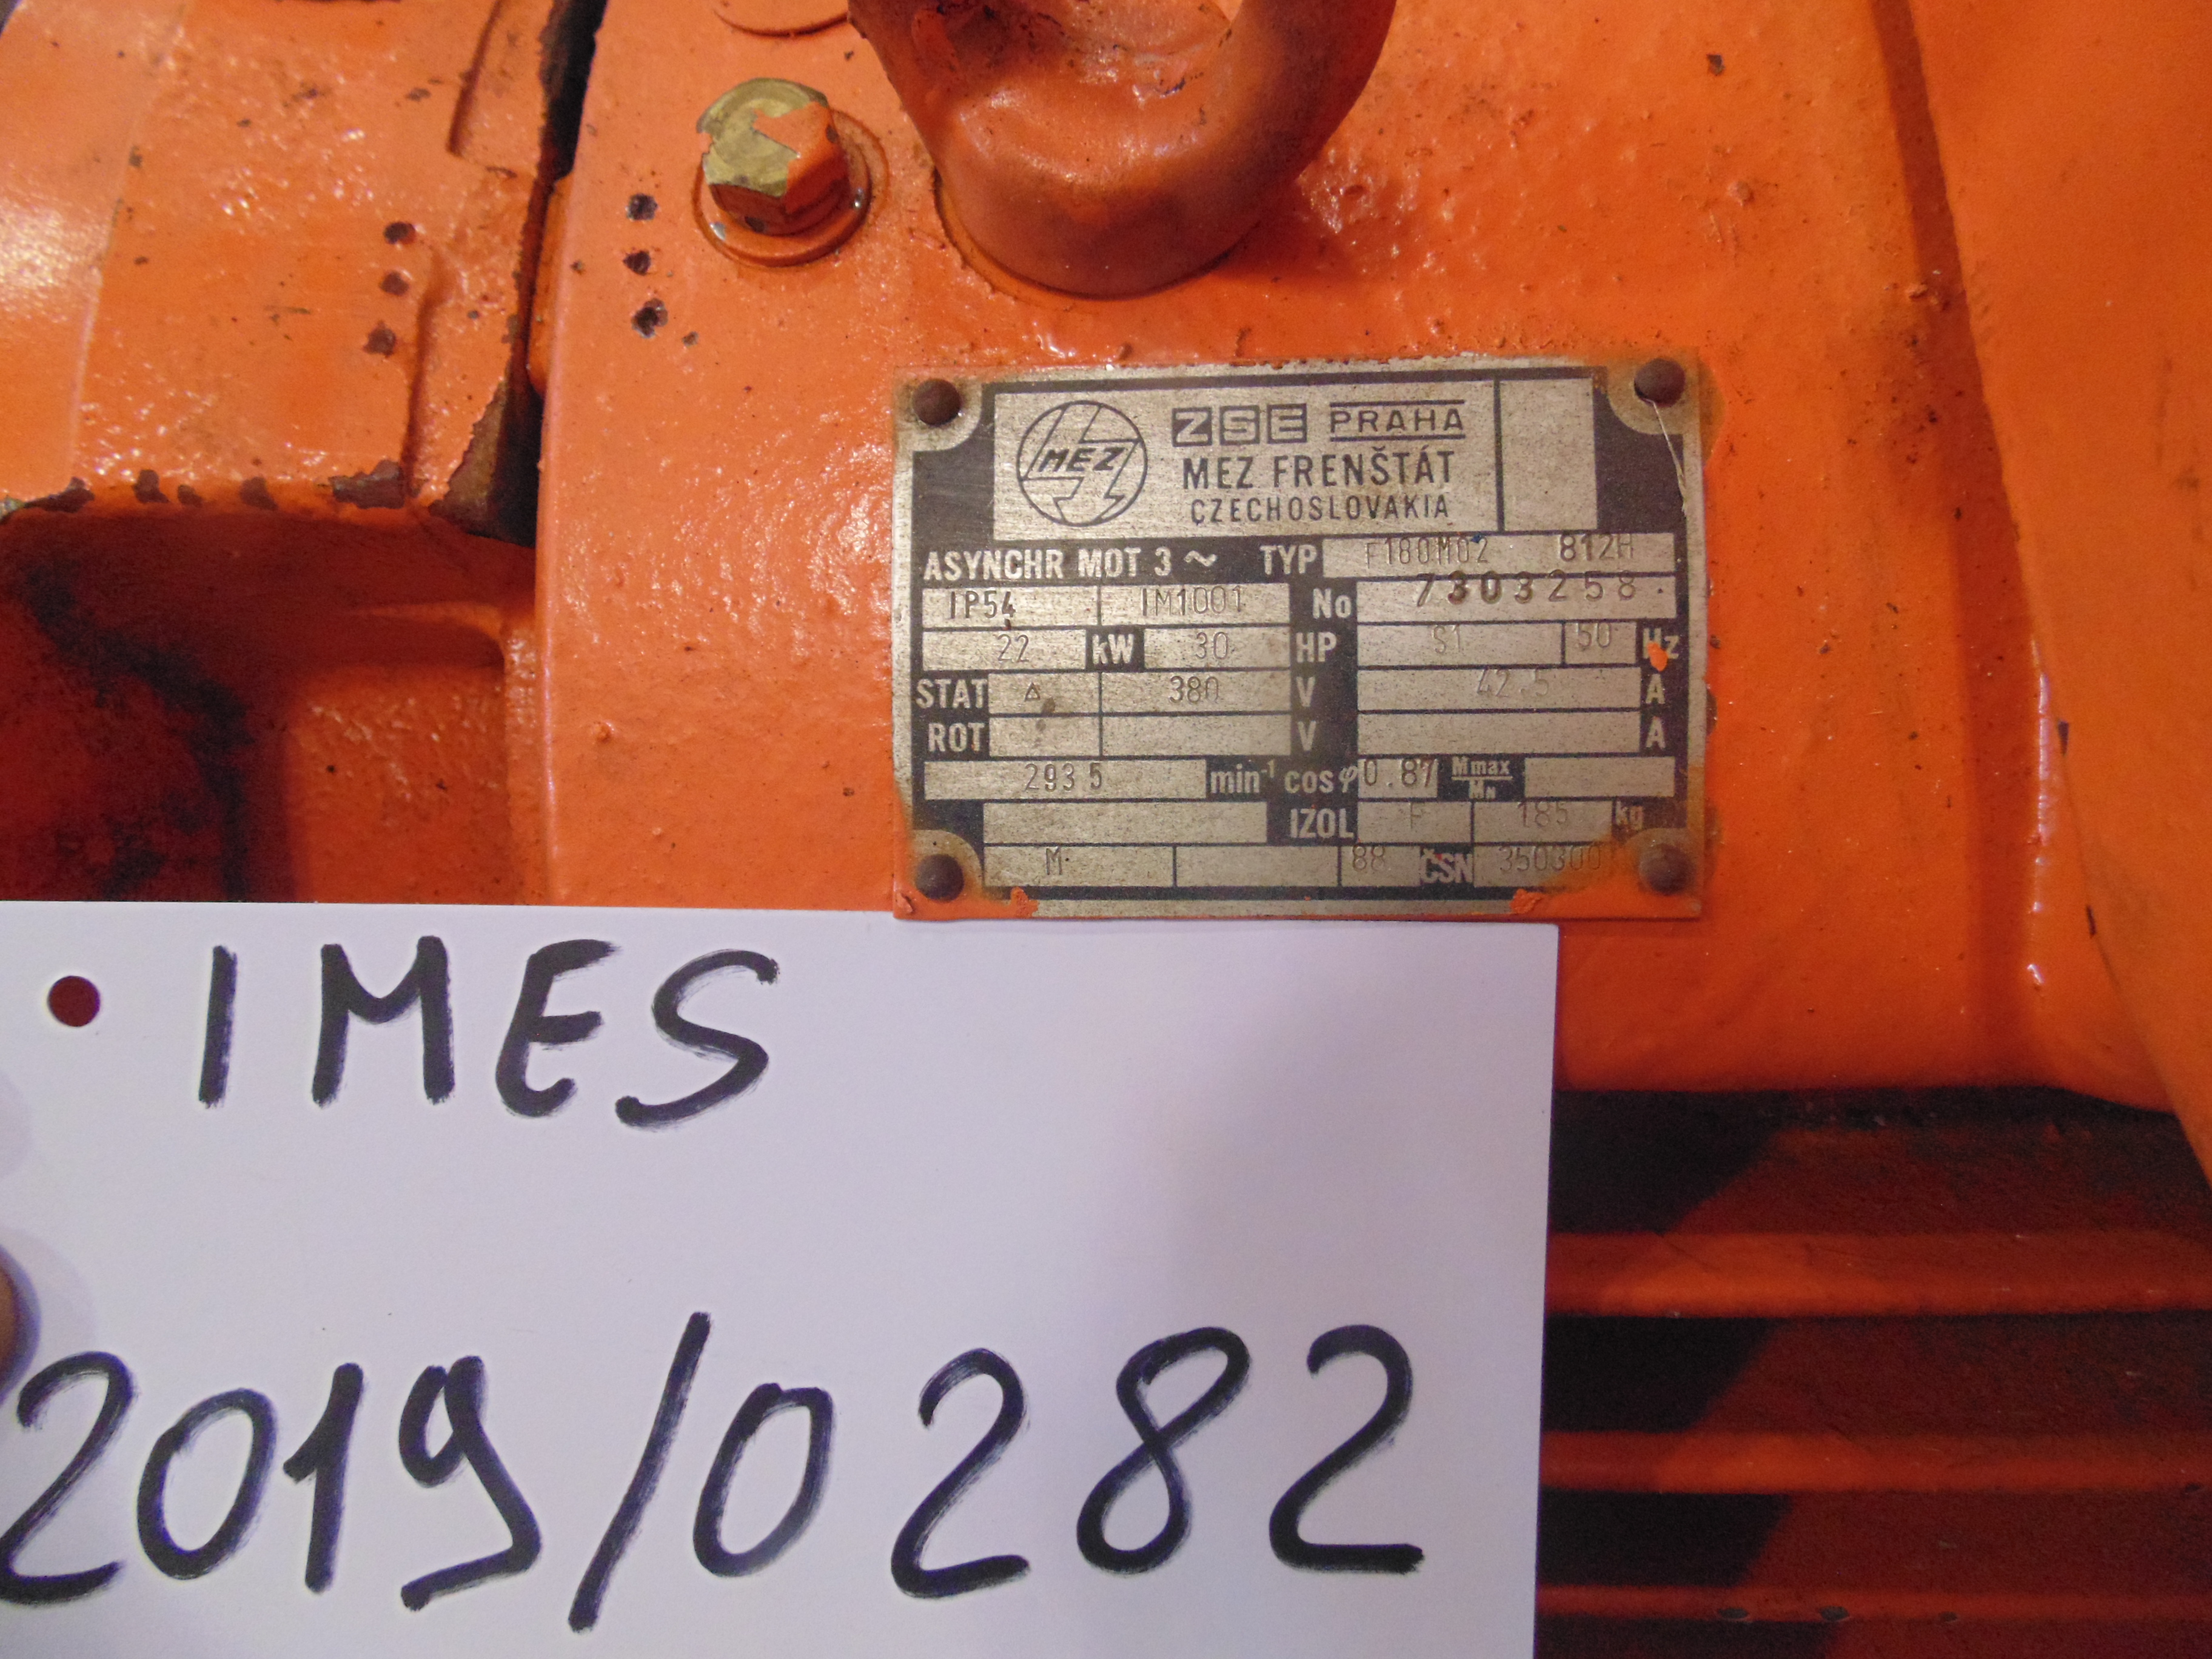 MEZ
ZSE PRAHA
MEZ FRENŠTÁT
CZECHOSLOVAKIA
ASYNCHR MOT 3 ~ TYP F180M02 812H
IP54 IM1001 No 7303258
22 kW 30 HP S1 50 Hz
STAT △ 380 V 42.5 A
ROT V A
2935 min⁻¹ cosφ 0.87 Mmax/MN
IZOL F 185 kg
M 88 ČSN 350300
IMES
2019/0282